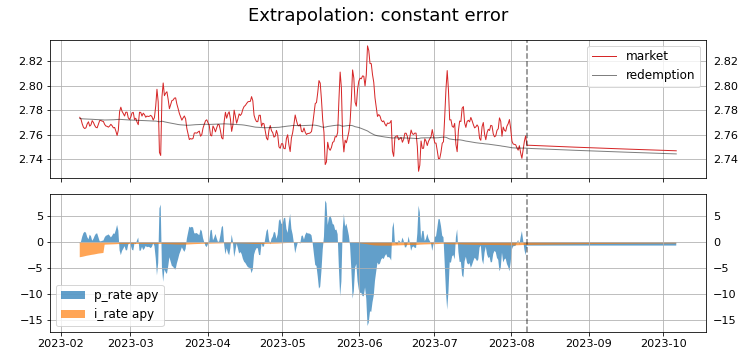 Extrapolation: constant error
2.82 2.82
2.80 2.80
2.78 2.78
2.76 2.76
2.74 2.74
market
redemption
5 5
0 0
−5 −5
−10 −10
−15 −15
p_rate apy
i_rate apy
2023-02 2023-03 2023-04 2023-05 2023-06 2023-07 2023-08 2023-09 2023-10